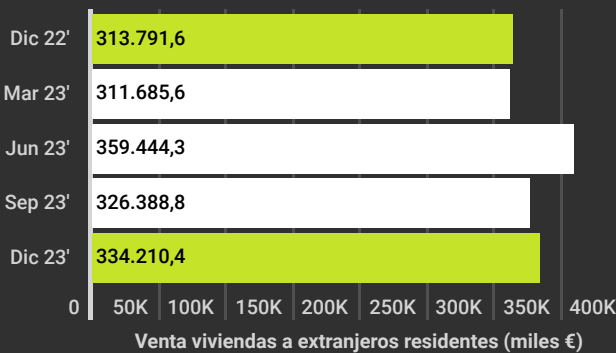 Dic 22' 313.791,6
Mar 23' 311.685,6
Jun 23' 359.444,3
Sep 23' 326.388,8
Dic 23' 334.210,4
0 50K 100K 150K 200K 250K 300K 350K 400K
Venta viviendas a extranjeros residentes (miles €)